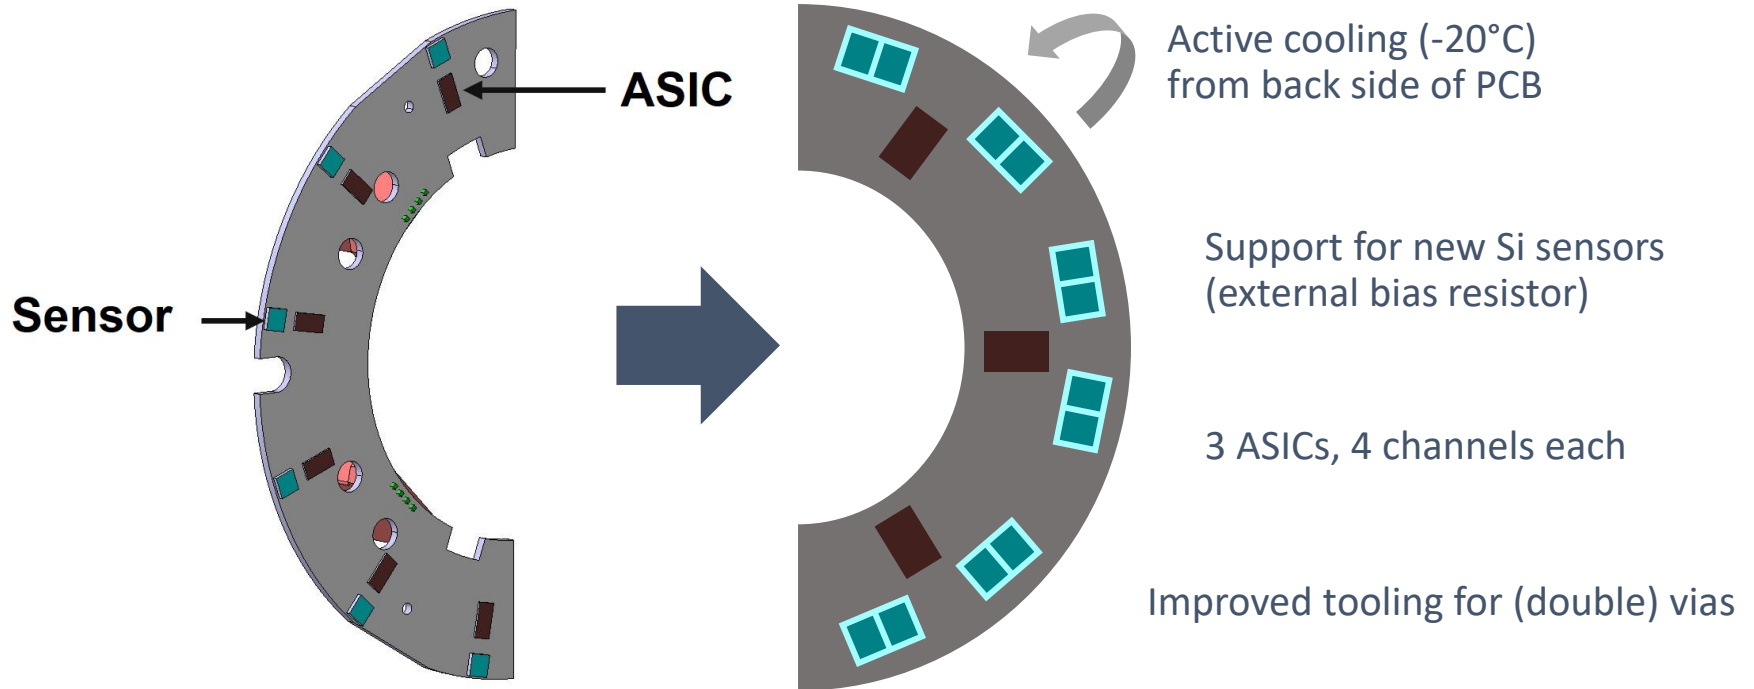 ASIC
Sensor
Active cooling (-20°C)
from back side of PCB
Support for new Si sensors
(external bias resistor)
3 ASICs, 4 channels each
Improved tooling for (double) vias